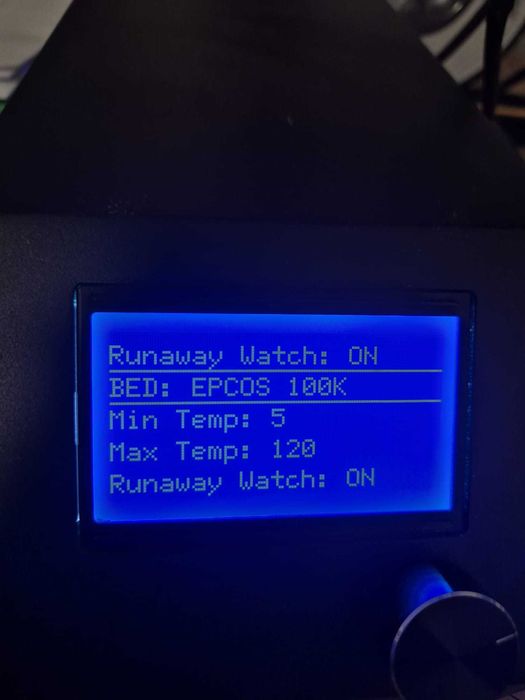 Runaway Watch: ON
BED: EPCOS 100K
Min Temp: 5
Max Temp: 120
Runaway Watch: ON